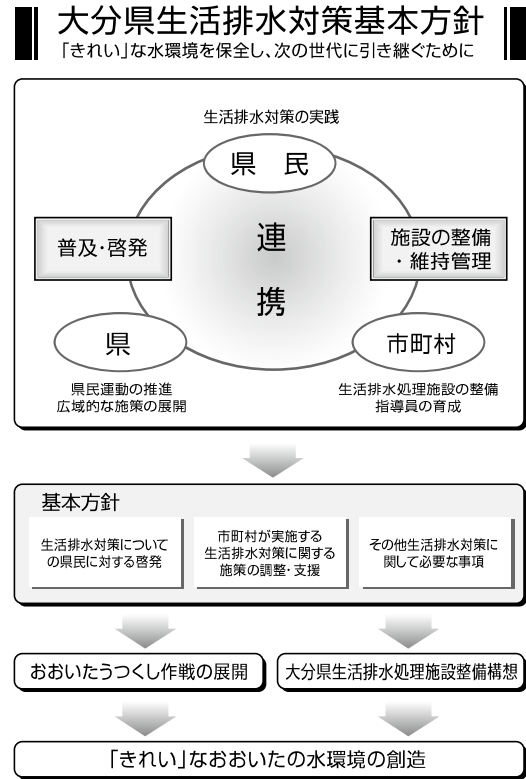 大分県生活排水対策基本方針
「きれい」な水環境を保全し、次の世代に引き継ぐために
生活排水対策の実践
県　民
連
携
普及・啓発
施設の整備
・維持管理
県
市町村
県民運動の推進
広域的な施策の展開
生活排水処理施設の整備
指導員の育成
基本方針
生活排水対策について
の県民に対する啓発
市町村が実施する
生活排水対策に関する
施策の調整・支援
その他生活排水対策に
関して必要な事項
おおいたうつくし作戦の展開
大分県生活排水処理施設整備構想
「きれい」なおおいたの水環境の創造